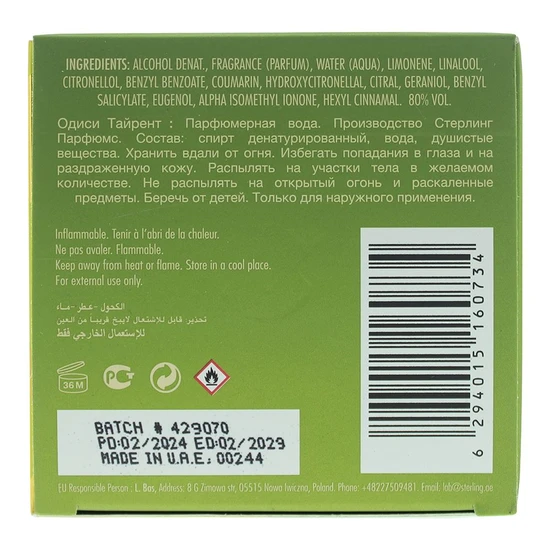 INGREDIENTS: ALCOHOL DENAT., FRAGRANCE (PARFUM), WATER (AQUA), LIMONENE, LINALOOL,
CITRONELLOL, BENZYL BENZOATE, COUMARIN, HYDROXYCITRONELLAL, CITRAL, GERANIOL, BENZYL
SALICYLATE, EUGENOL, ALPHA ISOMETHYL IONONE, HEXYL CINNAMAL. 80% VOL.
Одиси Тайрент : Парфюмерная вода. Производство Стерлинг
Парфюмс. Состав: спирт денатурированный, вода, душистые
вещества. Хранить вдали от огня. Избегать попадания в глаза и на
раздраженную кожу. Распылять на участки тела в желаемом
количестве. Не распылять на открытый огонь и раскаленные
предметы. Беречь от детей. Только для наружного применения.
Inflammable. Tenir à l'abri de la chaleur.
Ne pas avaler. Flammable.
Keep away from heat or flame. Store in a cool place.
For external use only.
الكحول-عطر-ماء
تحذير: قابل للاشتعال لايبخ قريبا من العين
للإستعمال الخارجي فقط
36 M
BATCH # 429070
PD:02/2024 ED:02/2029
MADE IN U.A.E. 00244
6 294015 160734
EU Responsible Person : L. Bas, Address: 8 G Zimowa str, 05515 Nowa Iwiczna, Poland. Phone +48227509481. Email: lab@sterling.ae